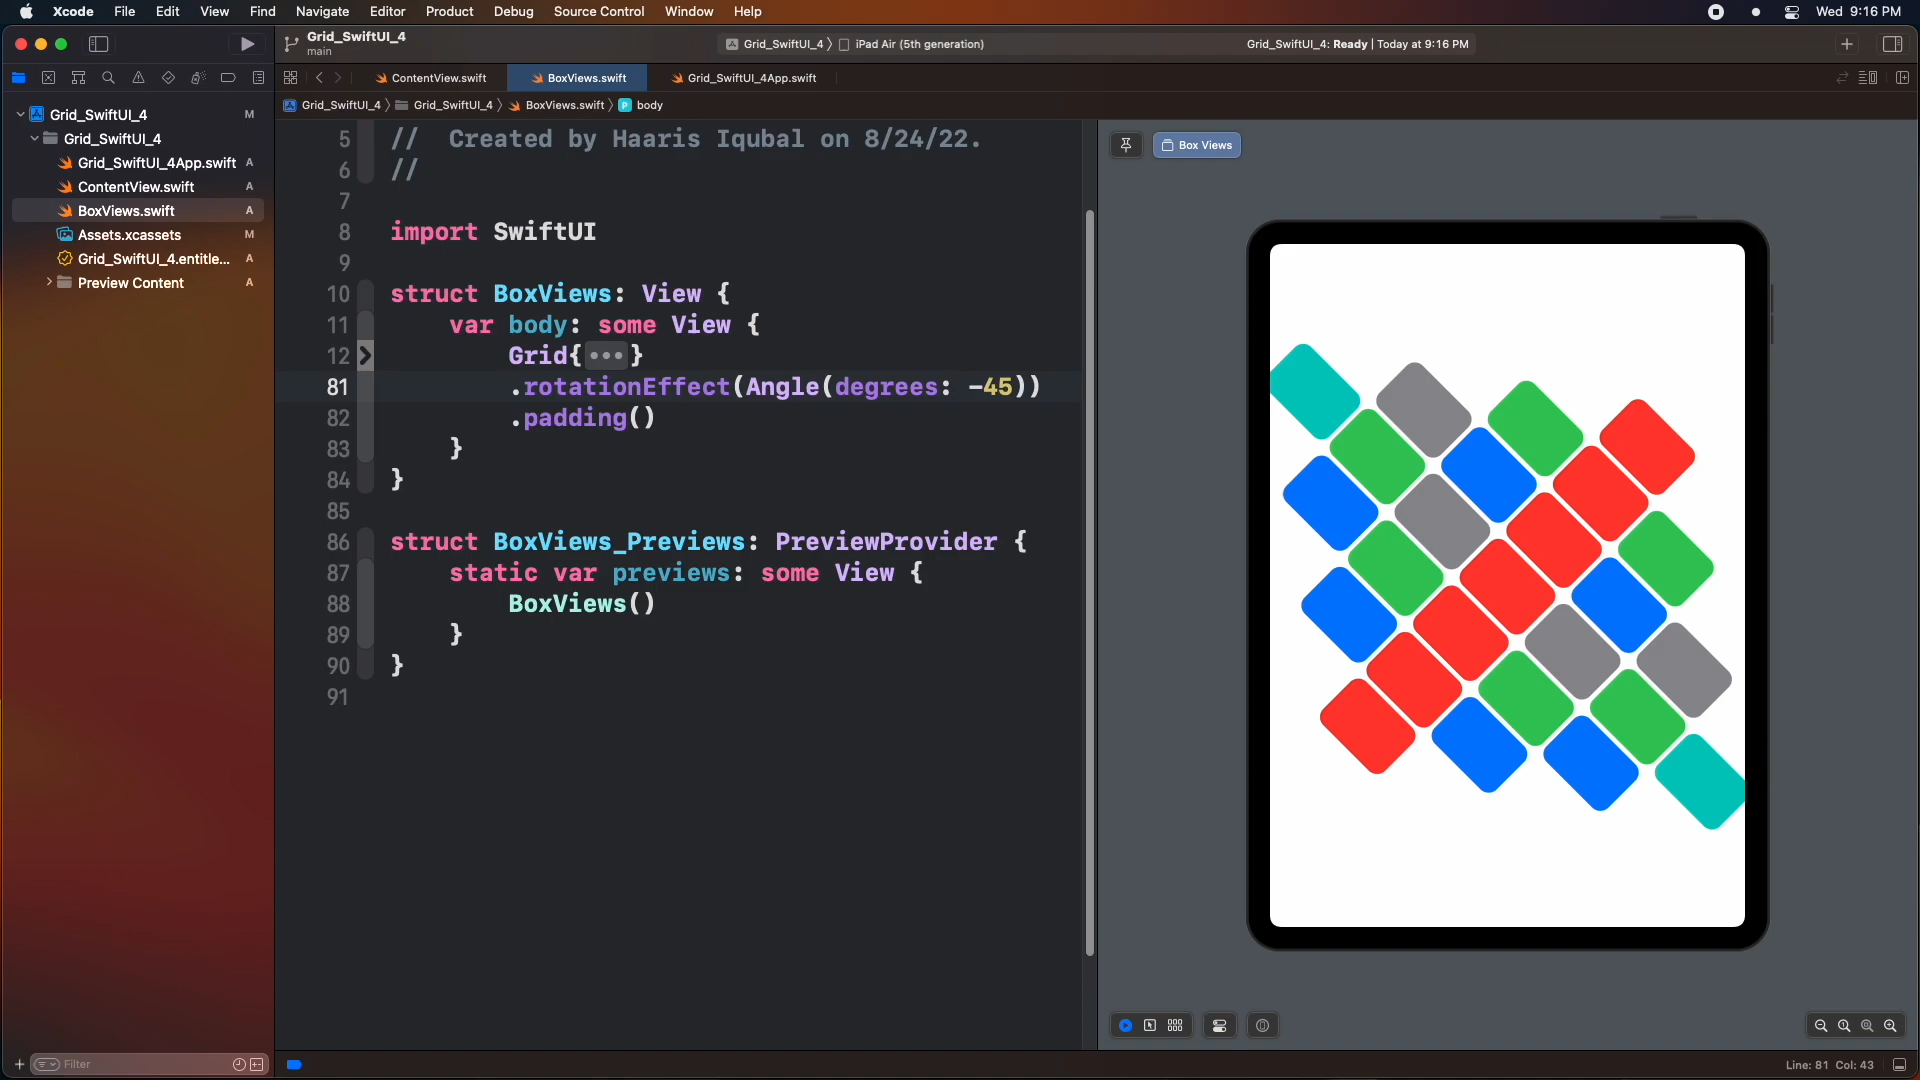 Xcode File Edit View Find Navigate Editor Product Debug Source Control Window Help Wed 9:16 PM
Grid_SwiftUI_4
main
Grid_SwiftUI_4 〉 iPad Air (5th generation)
Grid_SwiftUI_4: Ready | Today at 9:16 PM
ContentView.swift BoxViews.swift Grid_SwiftUI_4App.swift
Grid_SwiftUI_4 〉 Grid_SwiftUI_4 〉 BoxViews.swift 〉 P body
Grid_SwiftUI_4 M
Grid_SwiftUI_4
Grid_SwiftUI_4App.swift A
ContentView.swift A
BoxViews.swift A
Assets.xcassets M
Grid_SwiftUI_4.entitle... A
Preview Content A
5 //  Created by Haaris Iqubal on 8/24/22.
6 //
7
8 import SwiftUI
9
10 struct BoxViews: View {
11     var body: some View {
12         Grid{•••}
81         .rotationEffect(Angle(degrees: -45))
82         .padding()
83     }
84 }
85
86 struct BoxViews_Previews: PreviewProvider {
87     static var previews: some View {
88         BoxViews()
89     }
90 }
91
Box Views
Filter
Line: 81 Col: 43